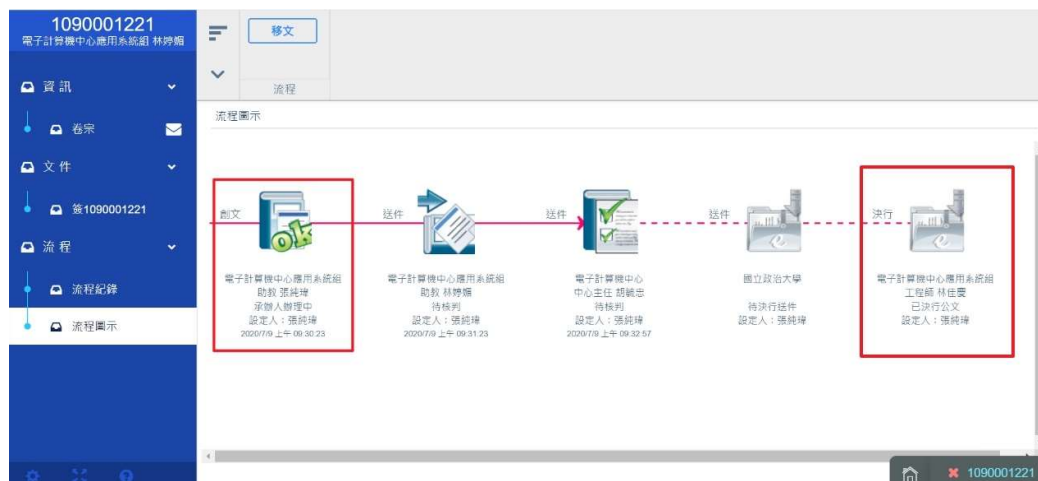 1090001221
電子計算機中心應用系統組 林婷媚
資訊
卷宗
文件
簽1090001221
流程
流程紀錄
流程圖示
移文
流程
流程圖示
創文
電子計算機中心應用系統組
助教 張純瑋
承辦人辦理中
設定人：張純瑋
2020/7/9 上午 09:30:23
送件
電子計算機中心應用系統組
助教 林婷媚
待核判
設定人：張純瑋
2020/7/9 上午 09:31:23
送件
電子計算機中心
中心主任 胡毓忠
待核判
設定人：張純瑋
2020/7/9 上午 09:32:57
送件
國立政治大學
待決行送件
設定人：張純瑋
決行
電子計算機中心應用系統組
工程師 林佳慶
已決行公文
設定人：張純瑋
ok
1090001221